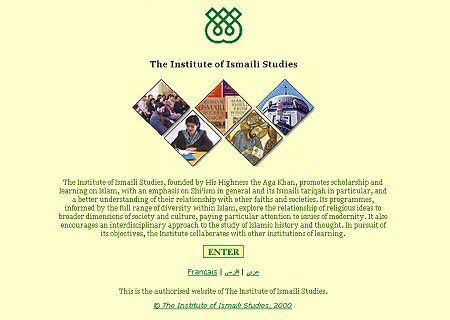 The Institute of Ismaili Studies
The Institute of Ismaili Studies, founded by His Highness the Aga Khan, promotes scholarship and
learning on Islam, with an emphasis on Shi'ism in general and its Ismaili tariqah in particular, and
a better understanding of their relationship with other faiths and societies. Its programmes,
informed by the full range of diversity within Islam, explore the relationship of religious ideas to
broader dimensions of society and culture, paying particular attention to issues of modernity. It also
encourages an interdisciplinary approach to the study of Islamic history and thought. In pursuit of
its objectives, the Institute collaborates with other institutions of learning.
ENTER
Français | فارسی | عربي
This is the authorised website of The Institute of Ismaili Studies.
© The Institute of Ismaili Studies, 2000